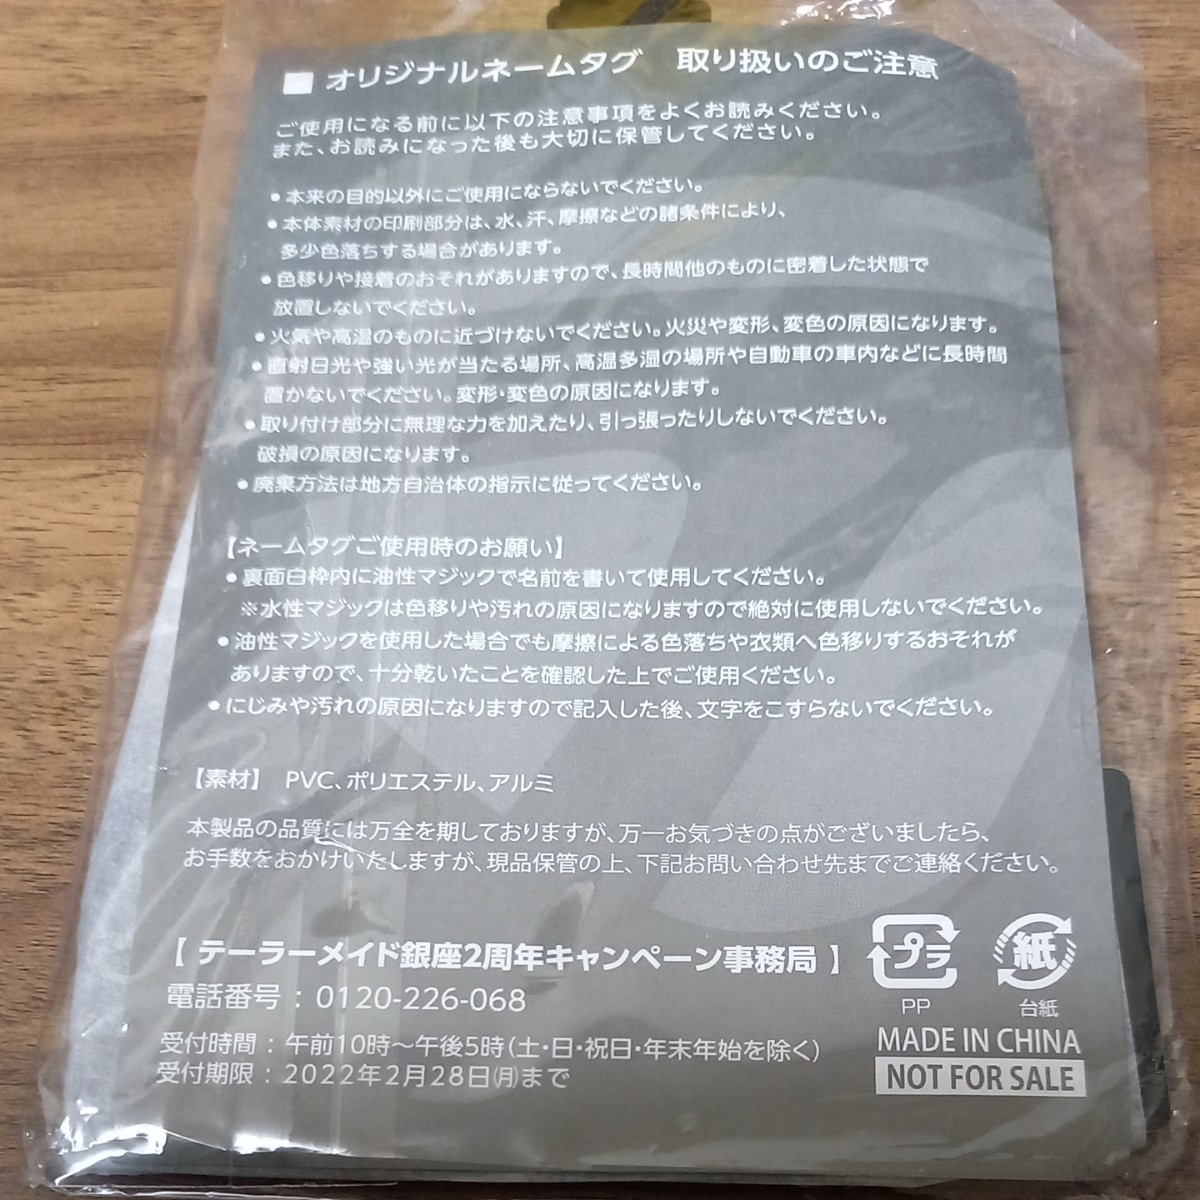 ■ オリジナルネームタグ 取り扱いのご注意
ご使用になる前に以下の注意事項をよくお読みください。
また、お読みになった後も大切に保管してください。
●本来の目的以外にご使用にならないでください。
●本体素材の印刷部分は、水、汗、摩擦などの諸条件により、
多少色落ちする場合があります。
●色移りや接着のおそれがありますので、長時間他のものに密着した状態で
放置しないでください。
●火気や高温のものに近づけないでください。火災や変形、変色の原因になります。
●直射日光や強い光が当たる場所、高温多湿の場所や自動車の車内などに長時間
置かないでください。変形・変色の原因になります。
●取り付け部分に無理な力を加えたり、引っ張ったりしないでください。
破損の原因になります。
●廃棄方法は地方自治体の指示に従ってください。
【ネームタグご使用時のお願い】
●裏面白枠内に油性マジックで名前を書いて使用してください。
※水性マジックは色移りや汚れの原因になりますので絶対に使用しないでください。
●油性マジックを使用した場合でも摩擦による色落ちや衣類へ色移りするおそれが
ありますので、十分乾いたことを確認した上でご使用ください。
●にじみや汚れの原因になりますので記入した後、文字をこすらないでください。
【素材】 PVC、ポリエステル、アルミ
本製品の品質には万全を期しておりますが、万一お気づきの点がございましたら、
お手数をおかけいたしますが、現品保管の上、下記お問い合わせ先までご連絡ください。
【 テーラーメイド銀座2周年キャンペーン事務局 】
電話番号 : 0120-226-068
受付時間 : 午前10時～午後5時(土・日・祝日・年末年始を除く)
受付期限 : 2022年2月28日(月)まで
プラ
PP
紙
台紙
MADE IN CHINA
NOT FOR SALE